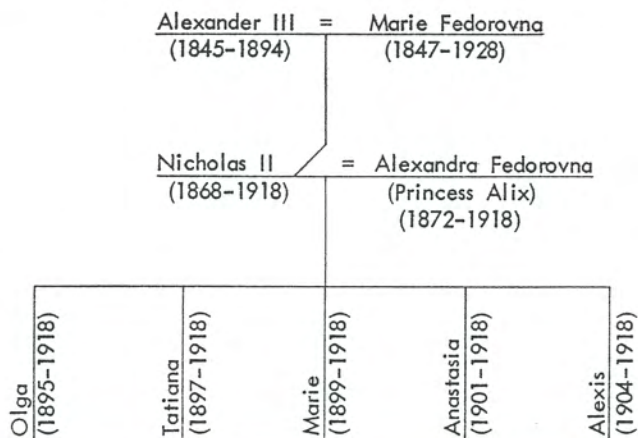 Alexander III = Marie Fedorovna
(1845-1894) (1847-1928)
Nicholas II = Alexandra Fedorovna
(1868-1918) (Princess Alix)
(1872-1918)
Olga
(1895-1918)
Tatiana
(1897-1918)
Marie
(1899-1918)
Anastasia
(1901-1918)
Alexis
(1904-1918)